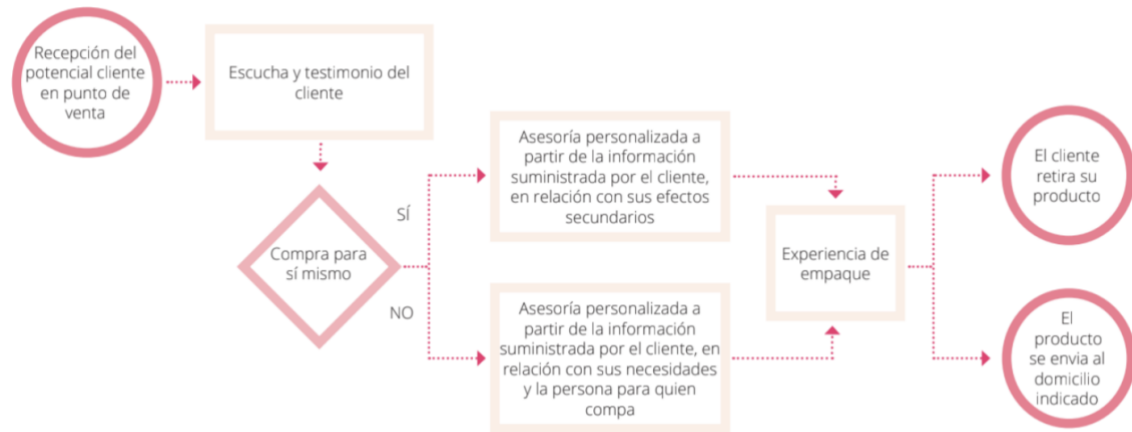 Recepción del
potencial cliente
en punto de
venta
Escucha y testimonio del
cliente
Compra para
sí mismo
SÍ
NO
Asesoría personalizada a
partir de la información
suministrada por el cliente,
en relación con sus efectos
secundarios
Asesoría personalizada a
partir de la información
suministrada por el cliente, en
relación con sus necesidades
y la persona para quien
compa
Experiencia de
empaque
El cliente
retira su
producto
El
producto
se envia al
domicilio
indicado